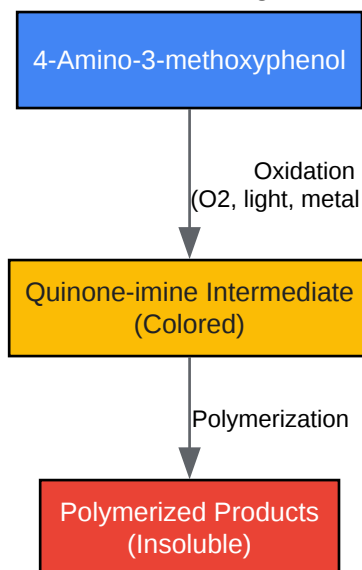 4-Amino-3-methoxyphenol
Oxidation
(O2, light, metal
Quinone-imine Intermediate
(Colored)
Polymerization
Polymerized Products
(Insoluble)